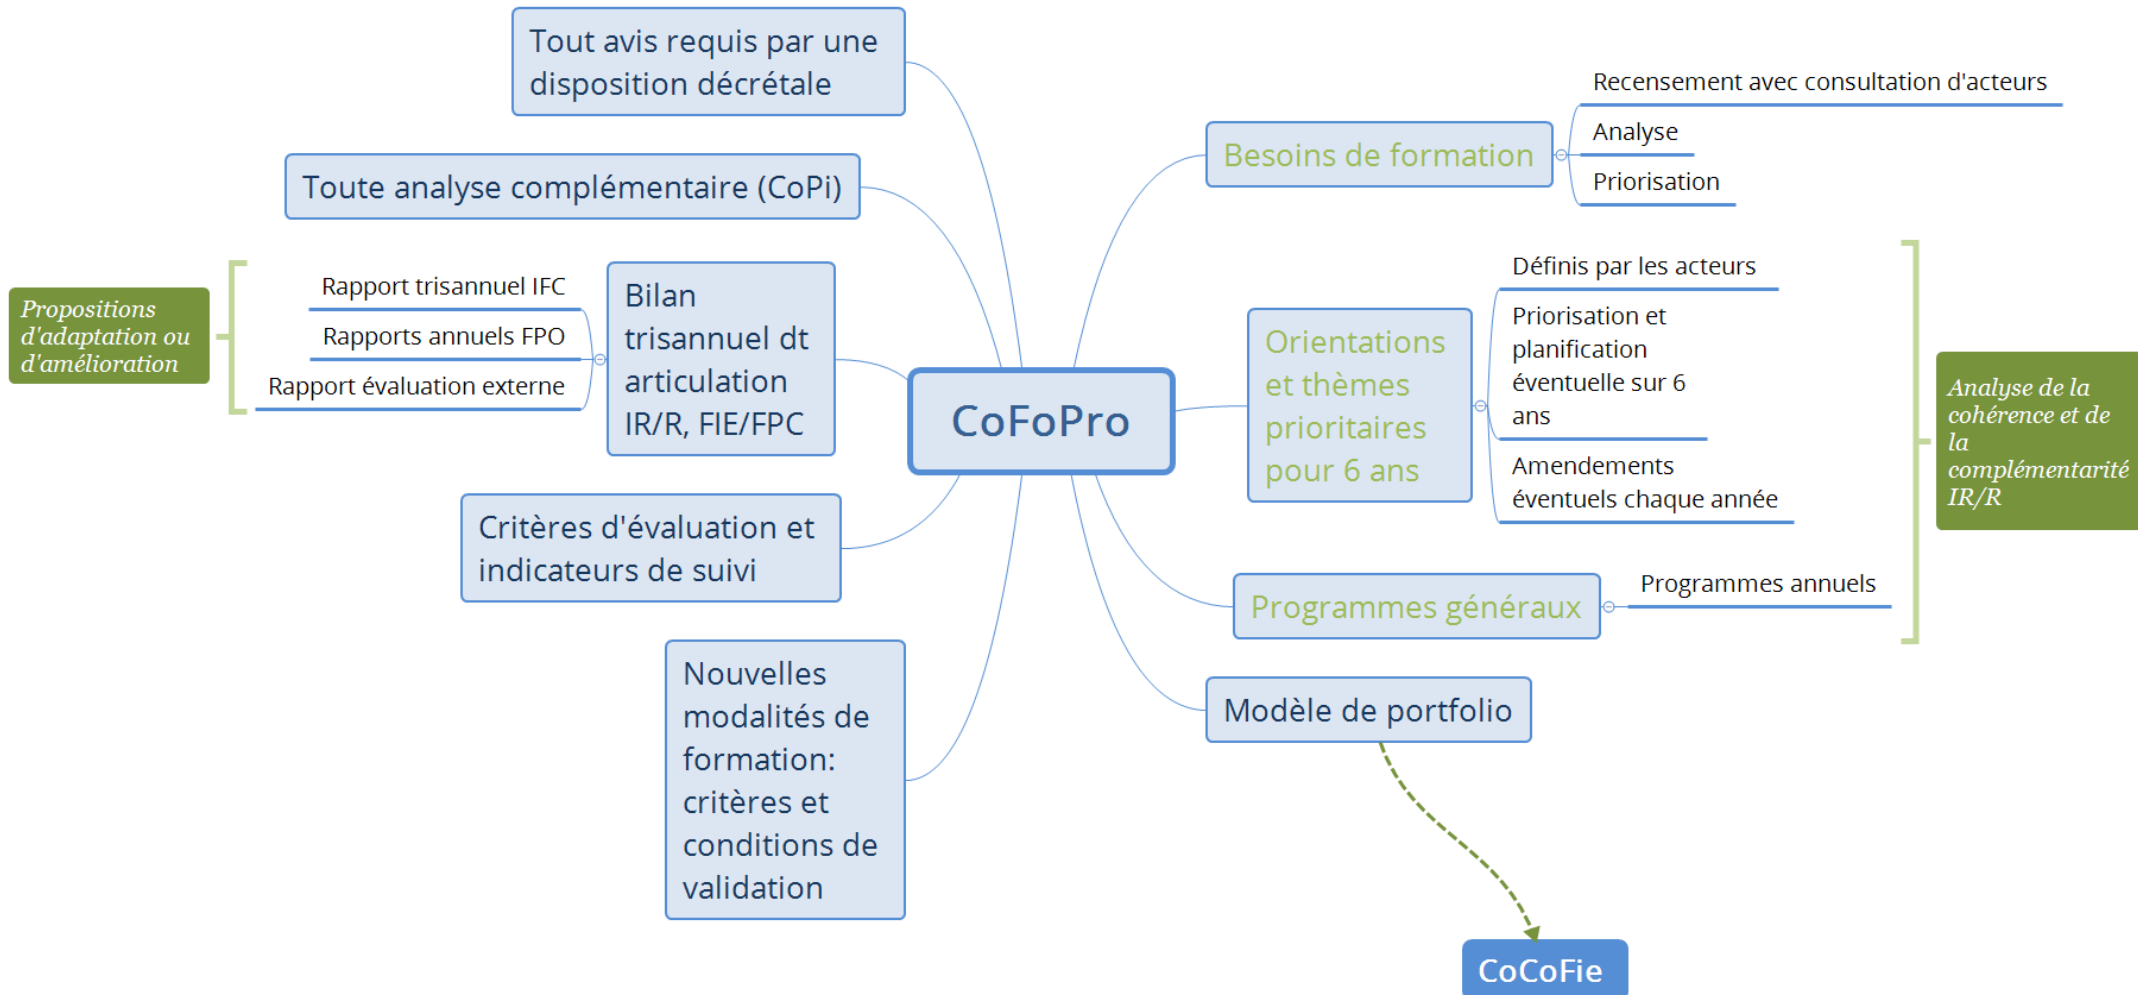 Tout avis requis par une
disposition décrétale
Toute analyse complémentaire (CoPi)
Propositions
d'adaptation ou
d'amélioration
Rapport trisannuel IFC
Rapports annuels FPO
Rapport évaluation externe
Bilan
trisannuel dt
articulation
IR/R, FIE/FPC
Critères d'évaluation et
indicateurs de suivi
Nouvelles
modalités de
formation:
critères et
conditions de
validation
CoFoPro
Besoins de formation
Recensement avec consultation d'acteurs
Analyse
Priorisation
Orientations
et thèmes
prioritaires
pour 6 ans
Définis par les acteurs
Priorisation et
planification
éventuelle sur 6
ans
Amendements
éventuels chaque année
Programmes généraux
Programmes annuels
Analyse de la
cohérence et de
la
complémentarité
IR/R
Modèle de portfolio
CoCoFie